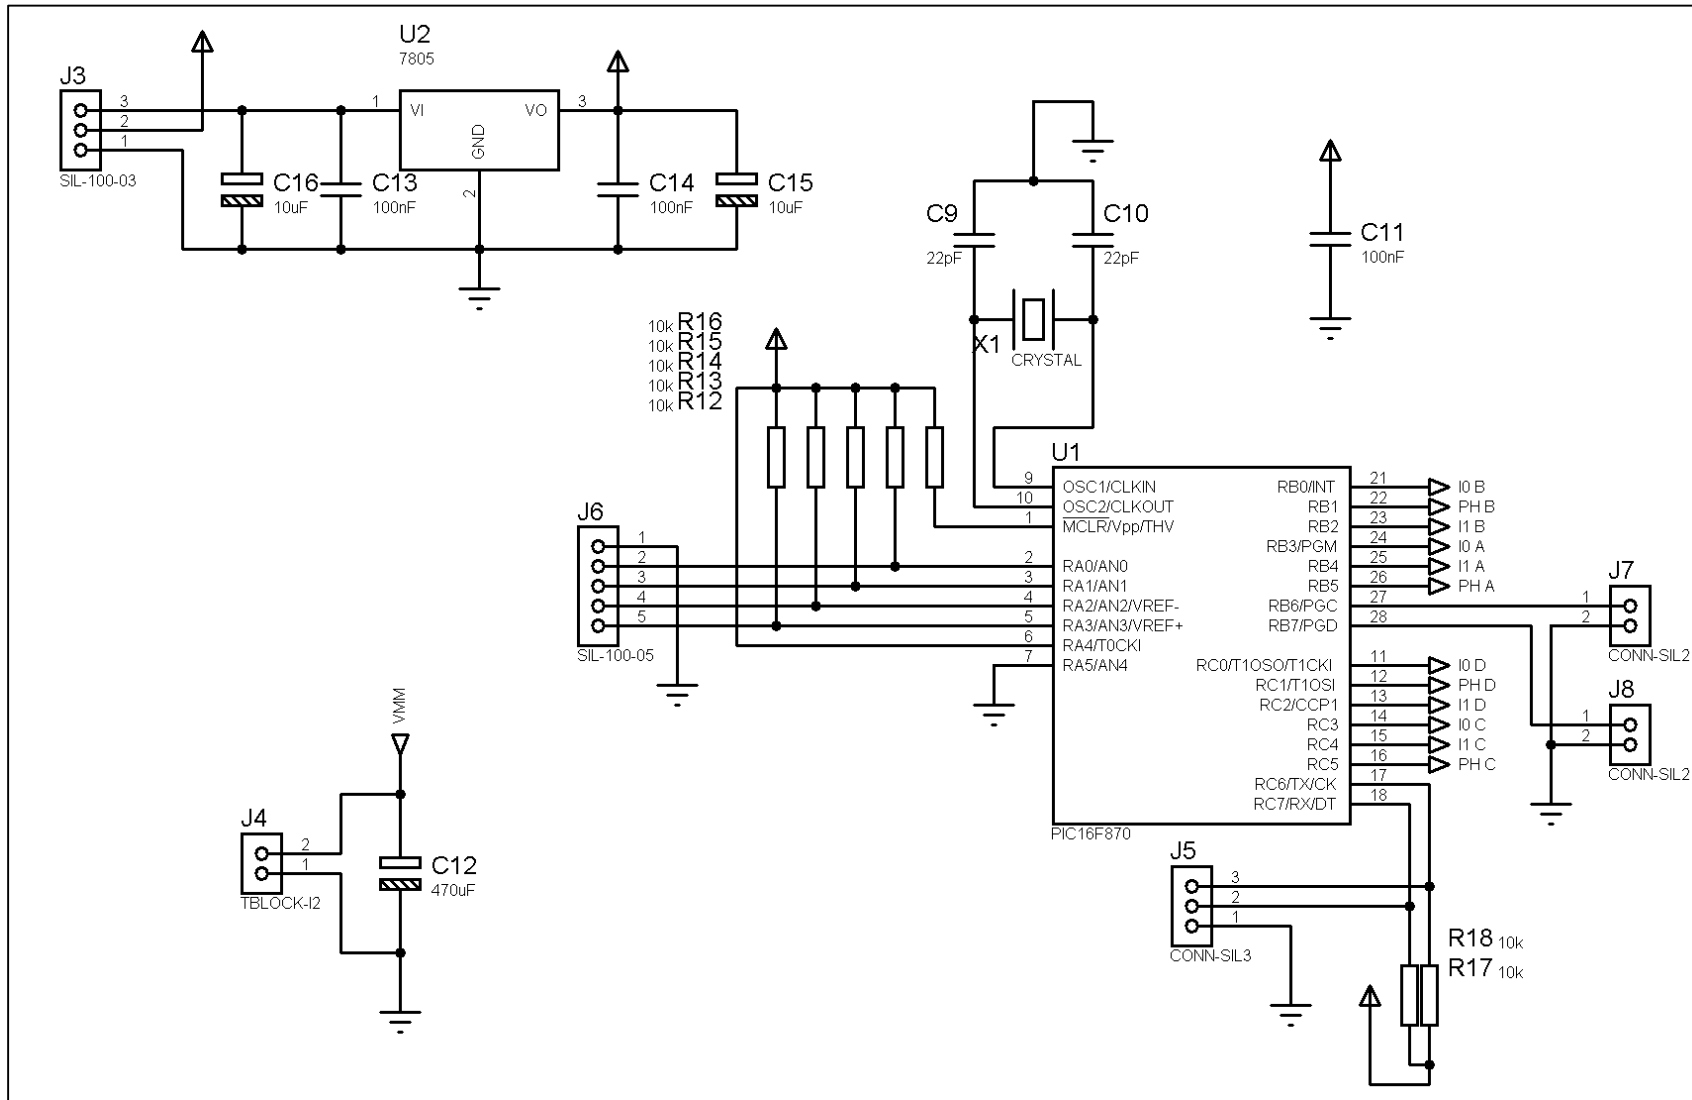 U2
7805
J3
3
2
1
SIL-100-03
1
VI
VO
3
GND
2
C16
10uF
C13
100nF
C14
100nF
C15
10uF
C9
22pF
C10
22pF
C11
100nF
X1
CRYSTAL
10k R16
10k R15
10k R14
10k R13
10k R12
U1
9 OSC1/CLKIN
10 OSC2/CLKOUT
1 MCLR/Vpp/THV
2 RA0/AN0
3 RA1/AN1
4 RA2/AN2/VREF-
5 RA3/AN3/VREF+
6 RA4/T0CKI
7 RA5/AN4
RB0/INT 21 I0 B
RB1 22 PH B
RB2 23 I1 B
RB3/PGM 24 I0 A
RB4 25 I1 A
RB5 26 PH A
RB6/PGC 27
RB7/PGD 28
RC0/T1OSO/T1CKI 11 I0 D
RC1/T1OSI 12 PH D
RC2/CCP1 13 I1 D
RC3 14 I0 C
RC4 15 I1 C
RC5 16 PH C
RC6/TX/CK 17
RC7/RX/DT 18
PIC16F870
J6
1
2
3
4
5
SIL-100-05
J7
1
2
CONN-SIL2
J8
1
2
CONN-SIL2
VMM
J4
2
1
TBLOCK-I2
C12
470uF
J5
3
2
1
CONN-SIL3
R18 10k
R17 10k